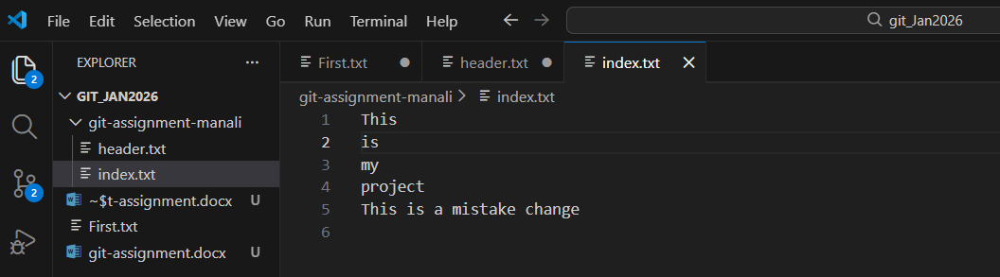 File Edit Selection View Go Run Terminal Help git_Jan2026
EXPLORER
2
2
GIT_JAN2026
git-assignment-manali
header.txt
index.txt
~$t-assignment.docx U
First.txt
git-assignment.docx U
First.txt header.txt index.txt
git-assignment-manali > index.txt
1 This
2 is
3 my
4 project
5 This is a mistake change
6